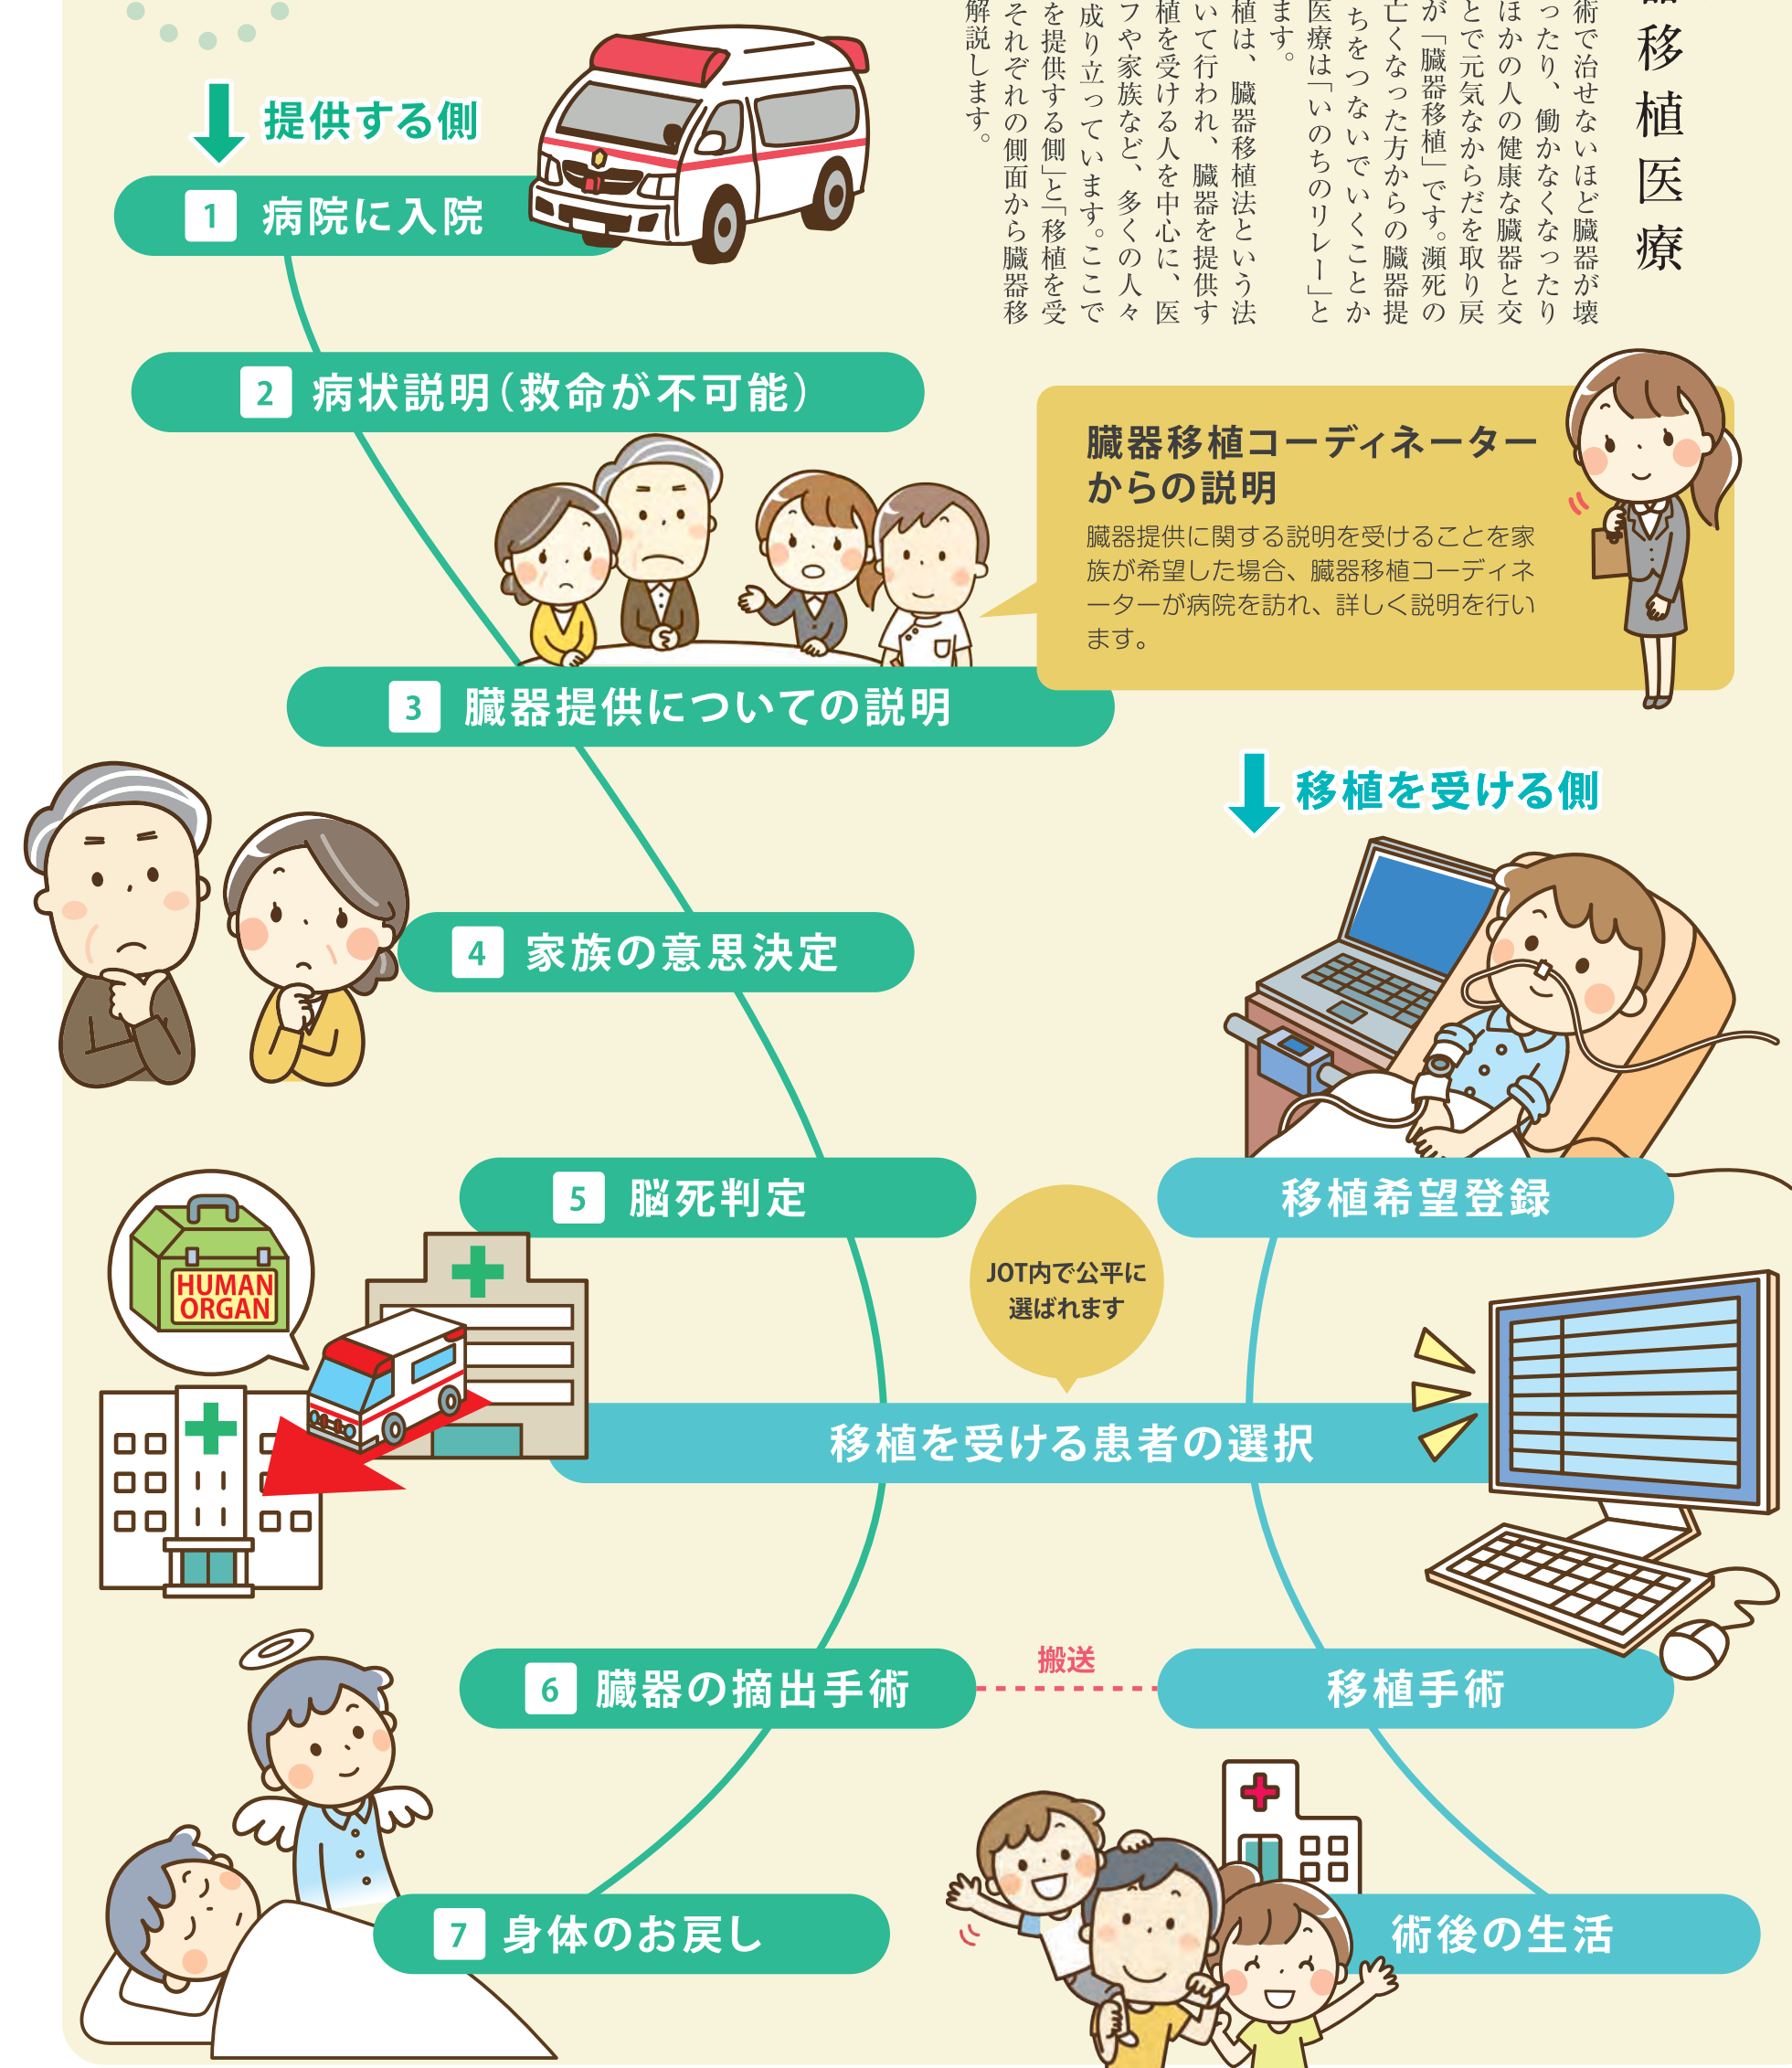 移植医療
術で治せないほど臓器が壊
ったり、働かなくなったり
ほかの人の健康な臓器と交
とで元気なからだを取り戻
が「臓器移植」です。瀕死の
亡くなった方からの臓器提
ちをつないでいくことか
医療は「いのちのリレー」と
ます。
植は、臓器移植法という法
いて行われ、臓器を提供す
植を受ける人を中心に、医
フや家族など、多くの人々
成り立っています。ここで
を提供する側」と「移植を受
それぞれの側面から臓器移
解説します。
提供する側
1 病院に入院
2 病状説明(救命が不可能)
臓器移植コーディネーター
からの説明
臓器提供に関する説明を受けることを家
族が希望した場合、臓器移植コーディネ
ーターが病院を訪れ、詳しく説明を行い
ます。
3 臓器提供についての説明
移植を受ける側
4 家族の意思決定
5 脳死判定
移植希望登録
HUMAN
ORGAN
JOT内で公平に
選ばれます
移植を受ける患者の選択
6 臓器の摘出手術
搬送
移植手術
7 身体のお戻し
術後の生活